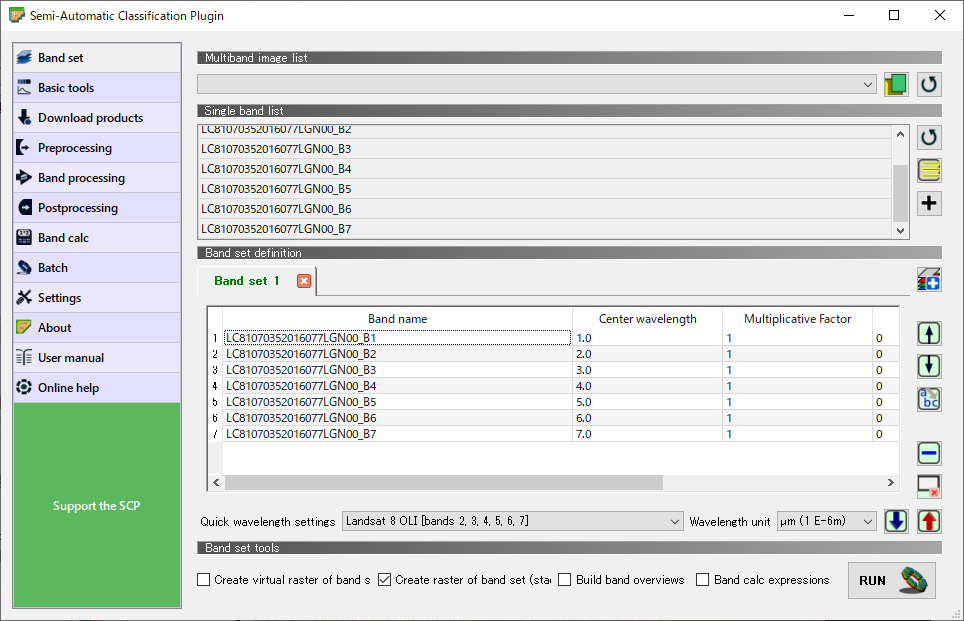 Semi-Automatic Classification Plugin
Band set
Basic tools
Download products
Preprocessing
Band processing
Postprocessing
Band calc
Batch
Settings
About
User manual
Online help
Support the SCP
Multiband image list
Single band list
LC81070352016077LGN00_B2
LC81070352016077LGN00_B3
LC81070352016077LGN00_B4
LC81070352016077LGN00_B5
LC81070352016077LGN00_B6
LC81070352016077LGN00_B7
Band set definition
Band set 1
Band name Center wavelength Multiplicative Factor
1 LC81070352016077LGN00_B1 1.0 1 0
2 LC81070352016077LGN00_B2 2.0 1 0
3 LC81070352016077LGN00_B3 3.0 1 0
4 LC81070352016077LGN00_B4 4.0 1 0
5 LC81070352016077LGN00_B5 5.0 1 0
6 LC81070352016077LGN00_B6 6.0 1 0
7 LC81070352016077LGN00_B7 7.0 1 0
Quick wavelength settings Landsat 8 OLI [bands 2, 3, 4, 5, 6, 7] Wavelength unit μm (1 E-6m)
Band set tools
Create virtual raster of band s Create raster of band set (sta Build band overviews Band calc expressions RUN